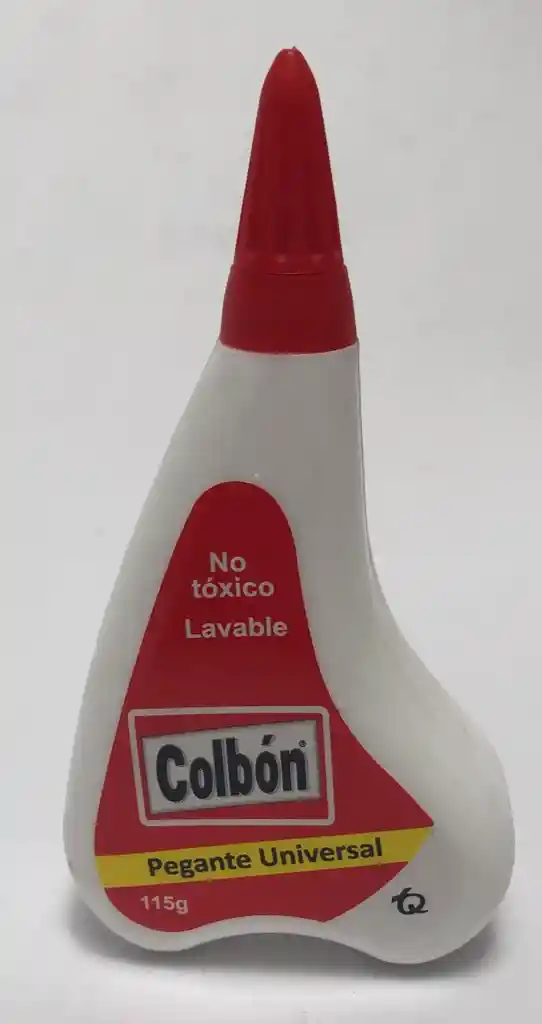 No
tóxico
Lavable
Colbón®
Pegante Universal
115g